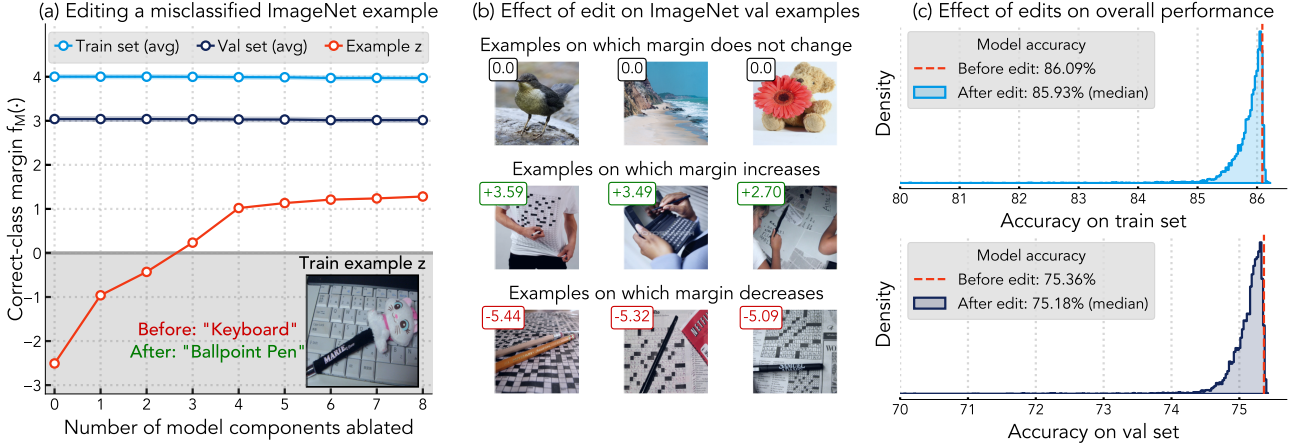 (a) Editing a misclassified ImageNet example
Train set (avg) Val set (avg) Example z
Correct-class margin fM(·)
4
3
2
1
0
−1
−2
−3
Train example z
Before: "Keyboard"
After: "Ballpoint Pen"
MARIE
0 1 2 3 4 5 6 7 8
Number of model components ablated
(b) Effect of edit on ImageNet val examples
Examples on which margin does not change
0.0 0.0 0.0
Examples on which margin increases
+3.59 +3.49 +2.70
Examples on which margin decreases
-5.44 -5.32 -5.09
(c) Effect of edits on overall performance
Density
Model accuracy
Before edit: 86.09%
After edit: 85.93% (median)
80 81 82 83 84 85 86
Accuracy on train set
Density
Model accuracy
Before edit: 75.36%
After edit: 75.18% (median)
70 71 72 73 74 75
Accuracy on val set